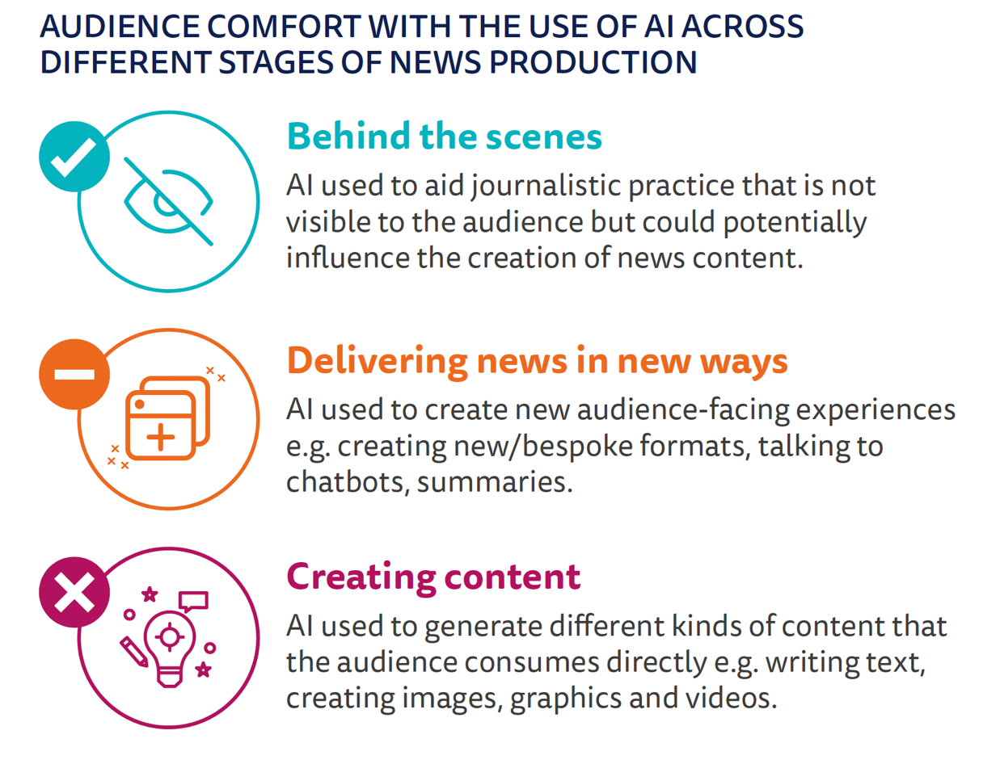 AUDIENCE COMFORT WITH THE USE OF AI ACROSS
DIFFERENT STAGES OF NEWS PRODUCTION
Behind the scenes
AI used to aid journalistic practice that is not
visible to the audience but could potentially
influence the creation of news content.
Delivering news in new ways
AI used to create new audience-facing experiences
e.g. creating new/bespoke formats, talking to
chatbots, summaries.
Creating content
AI used to generate different kinds of content that
the audience consumes directly e.g. writing text,
creating images, graphics and videos.